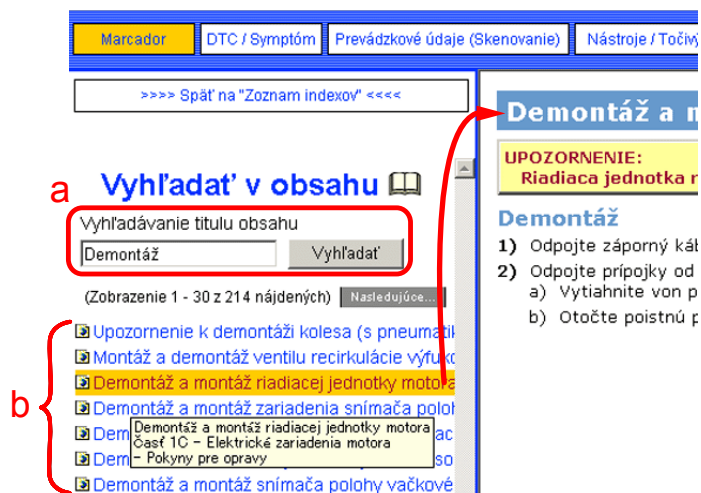 Marcador DTC / Symptóm Prevádzkové údaje (Skenovanie) Nástroje / Točivý
>>>> Späť na "Zoznam indexov" <<<<
Demontáž a
UPOZORNENIE:
Riadiaca jednotka
a
Vyhľadať v obsahu
Vyhľadávanie titulu obsahu
Demontáž Vyhľadať
(Zobrazenie 1 - 30 z 214 nájdených) Nasledujúce...
Demontáž
1) Odpojte záporný káb
2) Odpojte prípojky od
a) Vytiahnite von p
b) Otočte poistnú p
b
Upozornenie k demontáži kolesa (s pneumatik
Montáž a demontáž ventilu recirkulácie výfuko
Demontáž a montáž riadiacej jednotky motora
Demontáž a montáž zariadenia snímača poloh
Dem ac
Dem so
Demontáž a montáž riadiacej jednotky motora
Časť 1C - Elektrické zariadenia motora
- Pokyny pre opravy
Demontáž a montáž snímača polohy vačkové